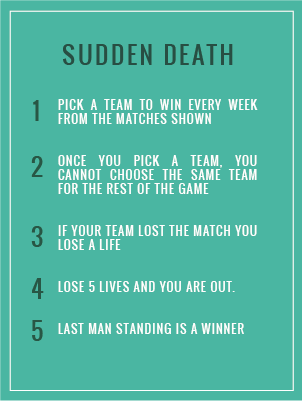 SUDDEN DEATH
1 PICK A TEAM TO WIN EVERY WEEK
FROM THE MATCHES SHOWN
2 ONCE YOU PICK A TEAM, YOU
CANNOT CHOOSE THE SAME TEAM
FOR THE REST OF THE GAME
3 IF YOUR TEAM LOST THE MATCH YOU
LOSE A LIFE
4 LOSE 5 LIVES AND YOU ARE OUT.
5 LAST MAN STANDING IS A WINNER